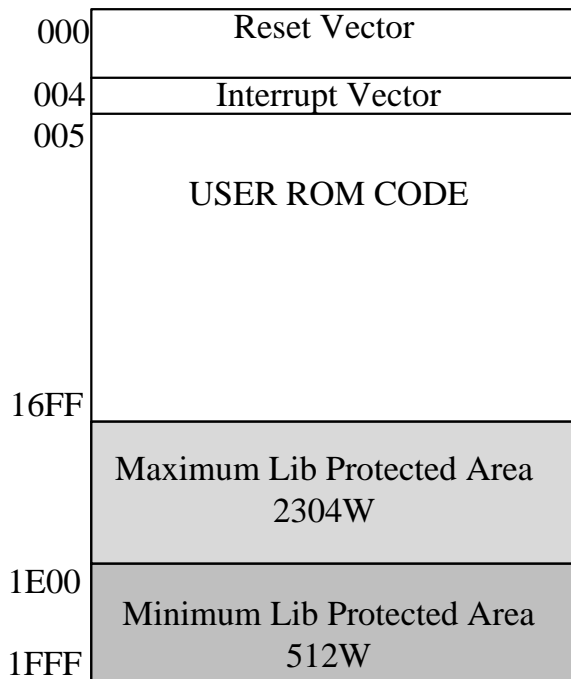 000
Reset Vector
004
Interrupt Vector
005
USER ROM CODE
16FF
Maximum Lib Protected Area
2304W
1E00
Minimum Lib Protected Area
512W
1FFF